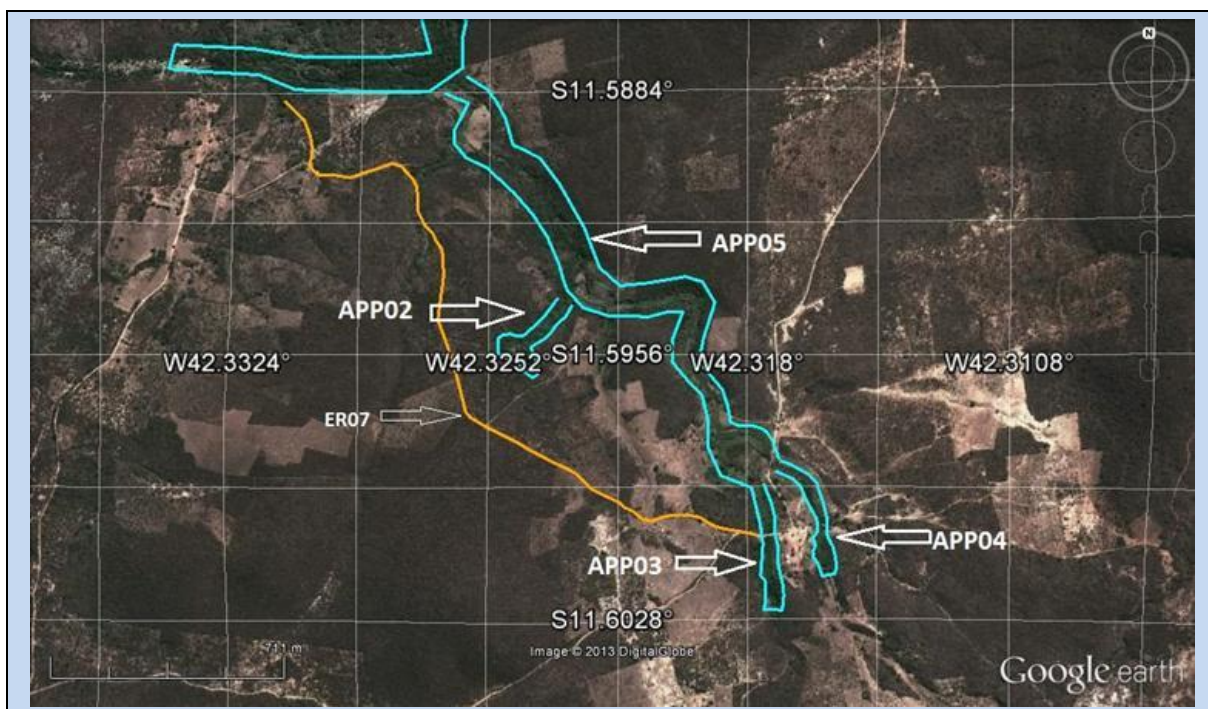 N
S11.5884°
APP05
APP02
W42.3324°
W42.3252°
S11.5956°
W42.318°
W42.3108°
ER07
APP03
APP04
S11.6028°
711 m
Image © 2013 DigitalGlobe
Google earth